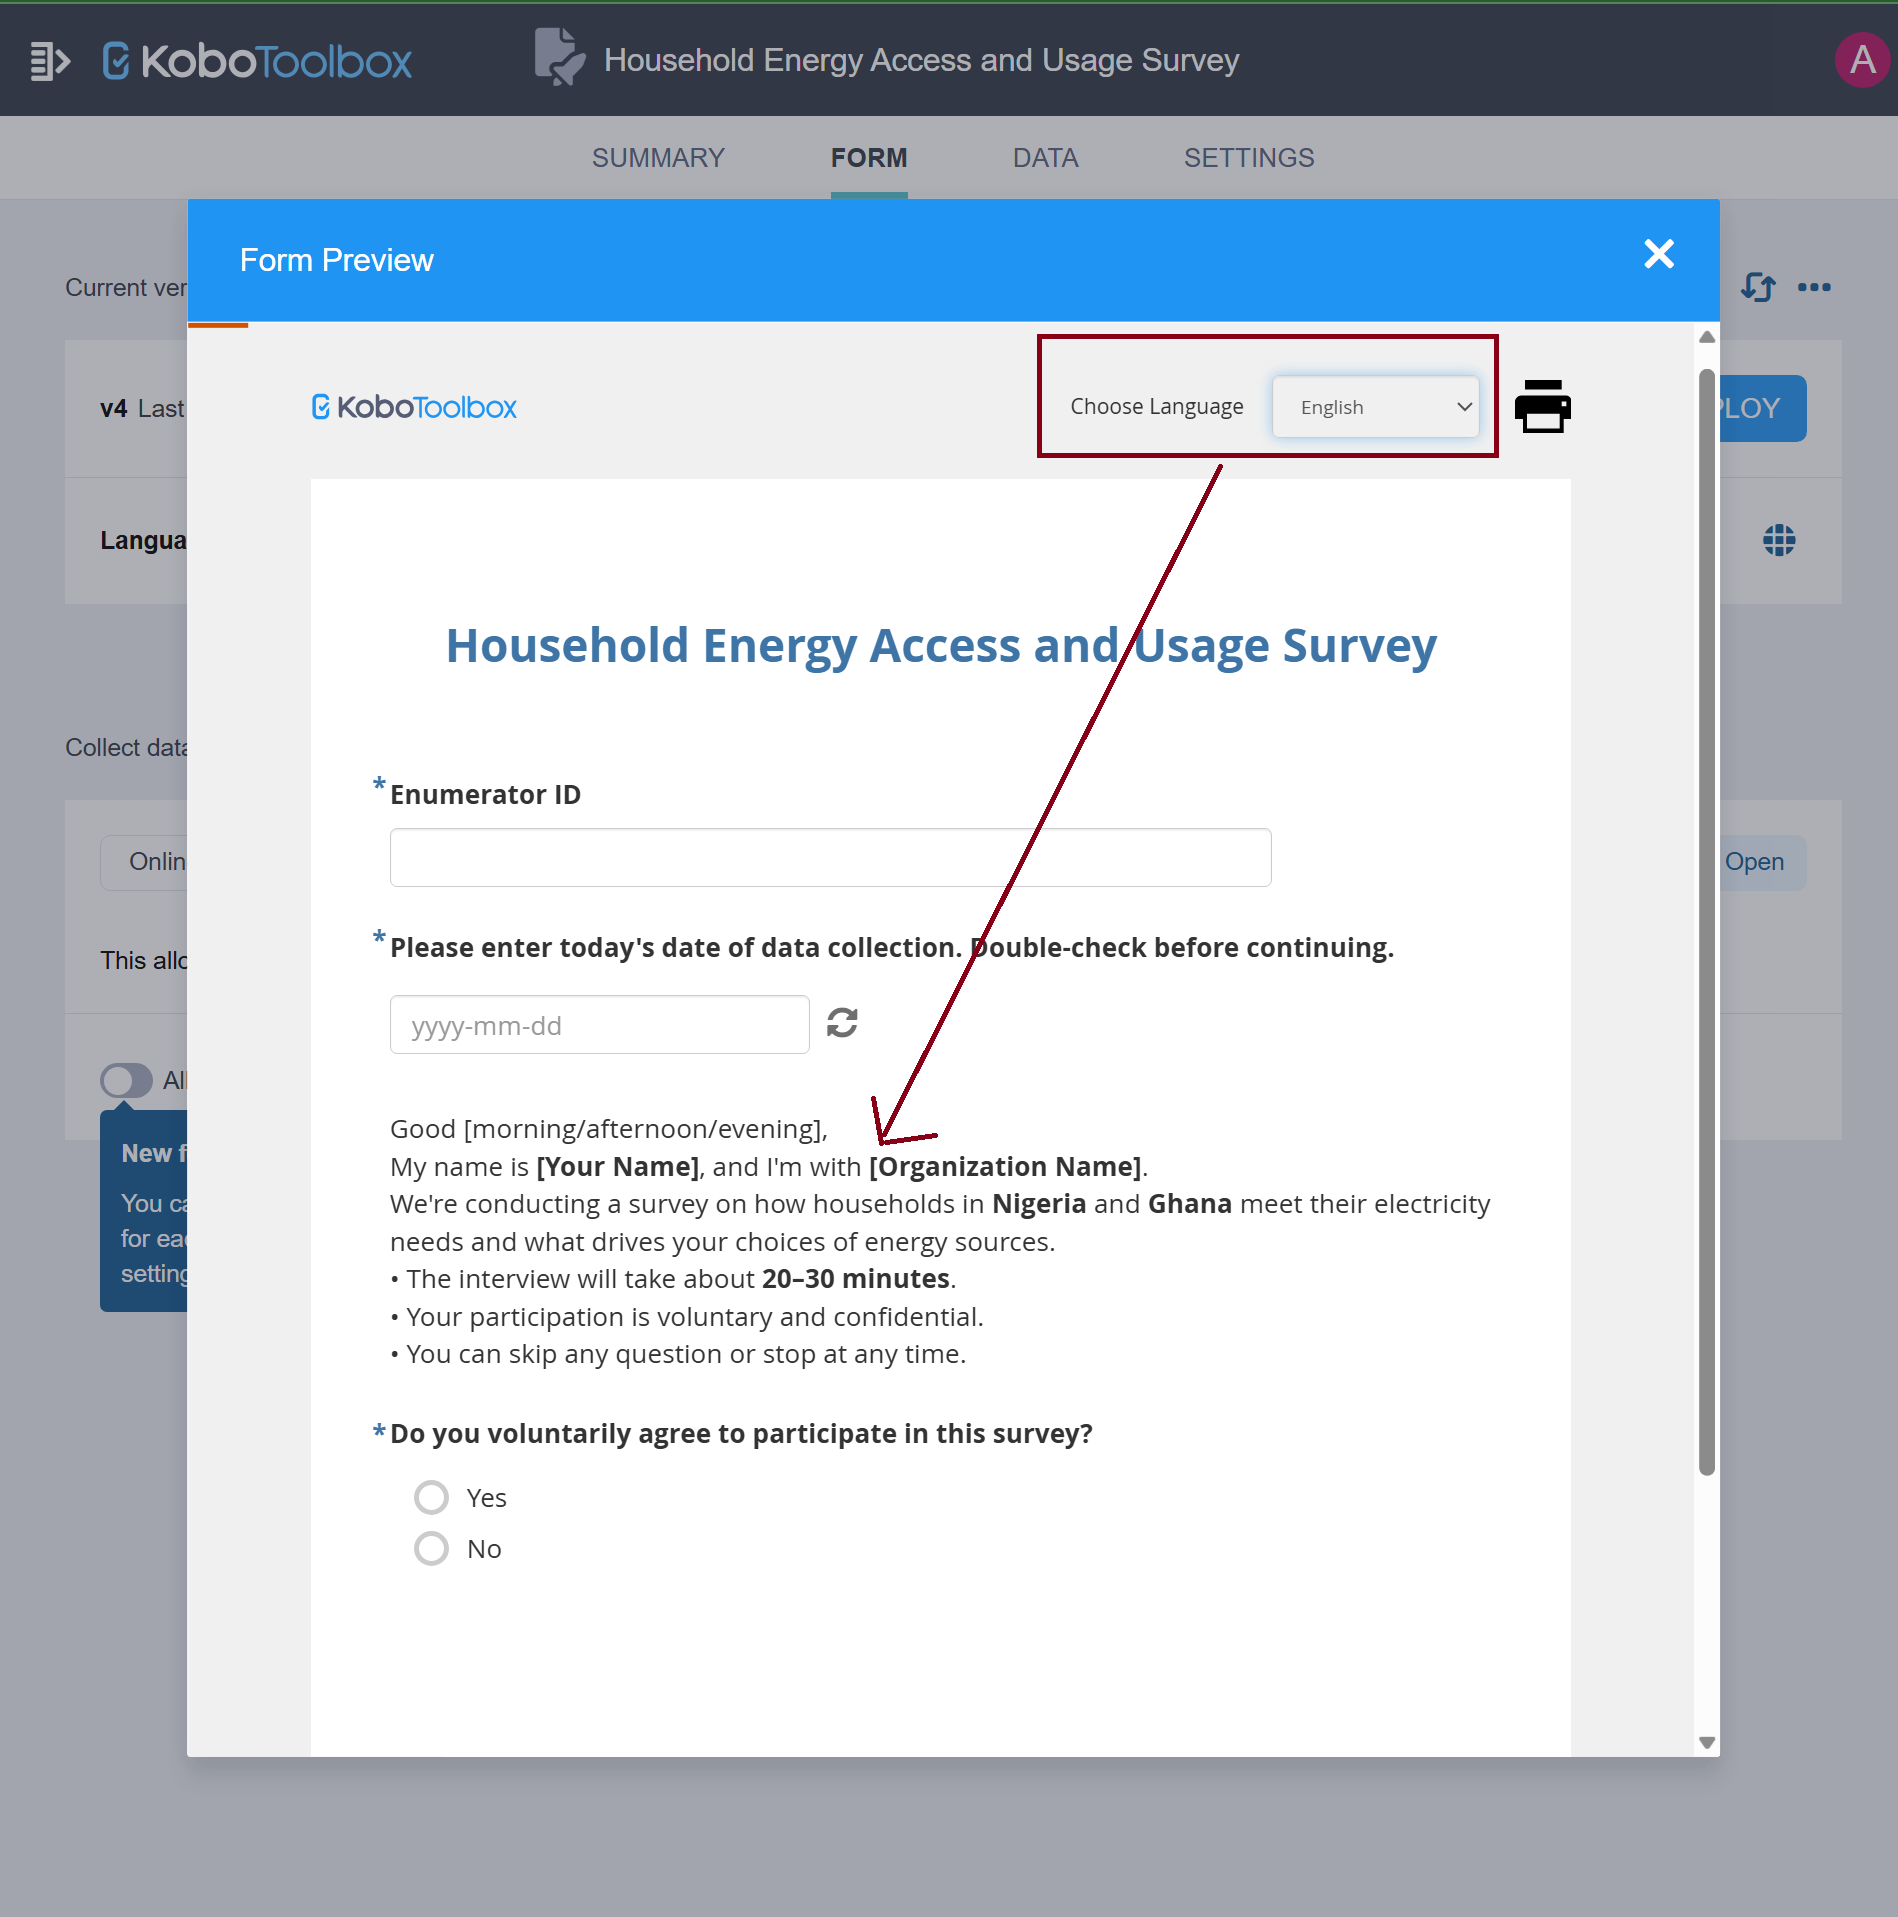 KoboToolbox
Household Energy Access and Usage Survey
A
SUMMARY
FORM
DATA
SETTINGS
Form Preview
Current ver
KoboToolbox
Choose Language
English
v4 Last
PLOY
Langua
Household Energy Access and Usage Survey
Collect data
* Enumerator ID
Onlin
Open
* Please enter today's date of data collection. Double-check before continuing.
This allo
yyyy-mm-dd
All
Good [morning/afternoon/evening],
My name is [Your Name], and I'm with [Organization Name].
We're conducting a survey on how households in Nigeria and Ghana meet their electricity
needs and what drives your choices of energy sources.
• The interview will take about 20–30 minutes.
• Your participation is voluntary and confidential.
• You can skip any question or stop at any time.
New f
You ca
for eac
setting
* Do you voluntarily agree to participate in this survey?
Yes
No